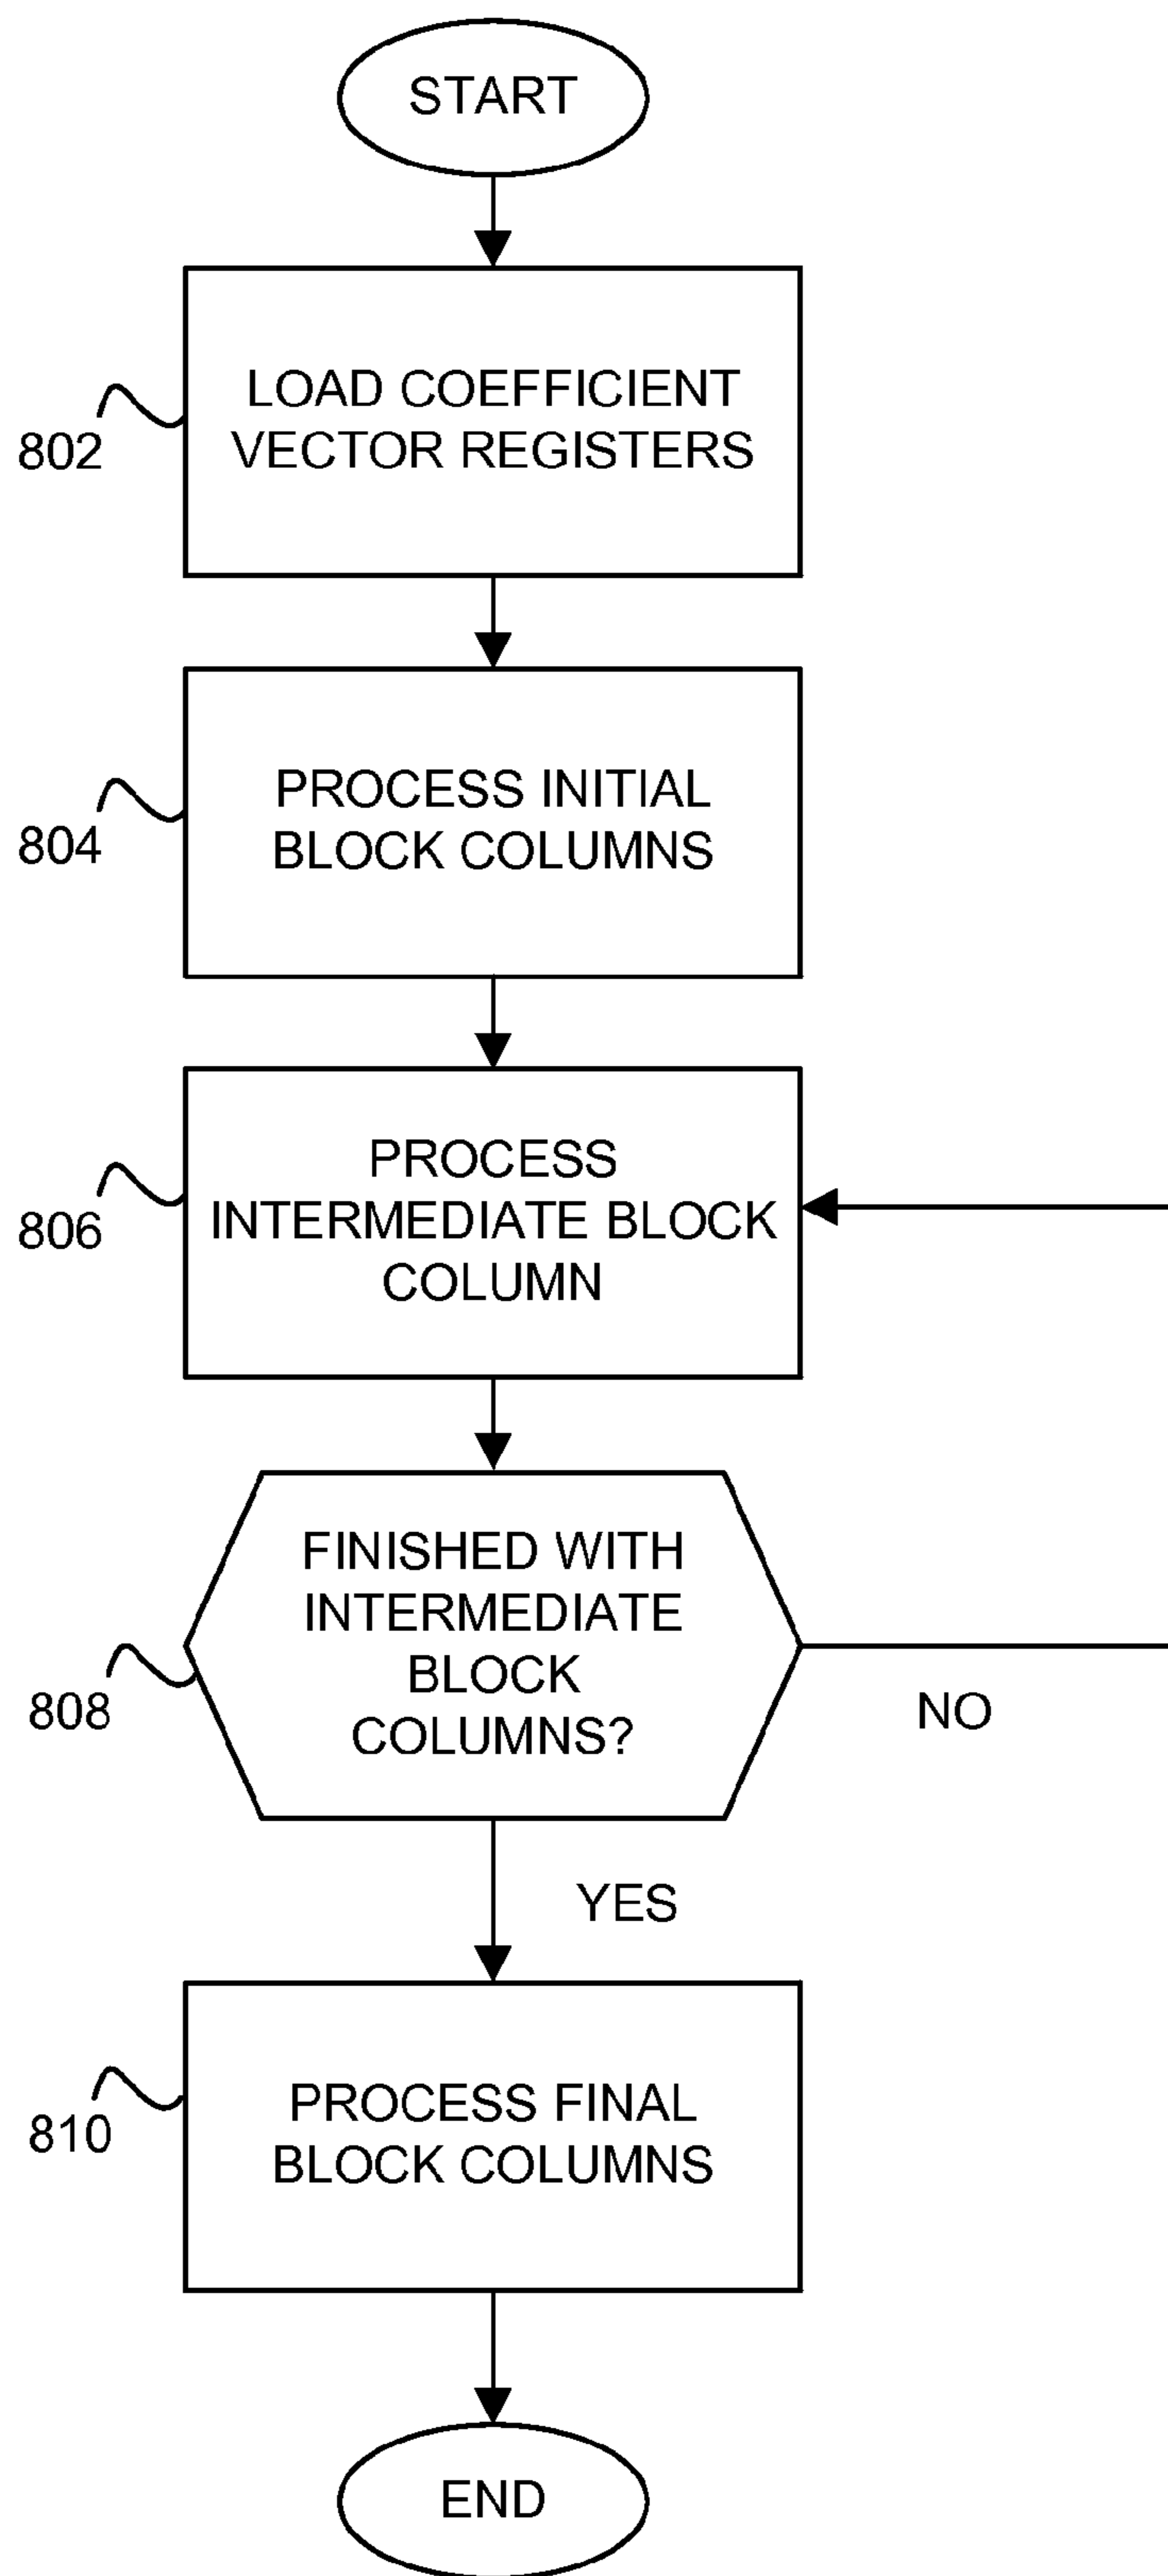 START
LOAD COEFFICIENT
VECTOR REGISTERS
802
PROCESS INITIAL
BLOCK COLUMNS
804
PROCESS
INTERMEDIATE BLOCK
COLUMN
806
FINISHED WITH
INTERMEDIATE
BLOCK
COLUMNS?
808
NO
YES
PROCESS FINAL
BLOCK COLUMNS
810
END